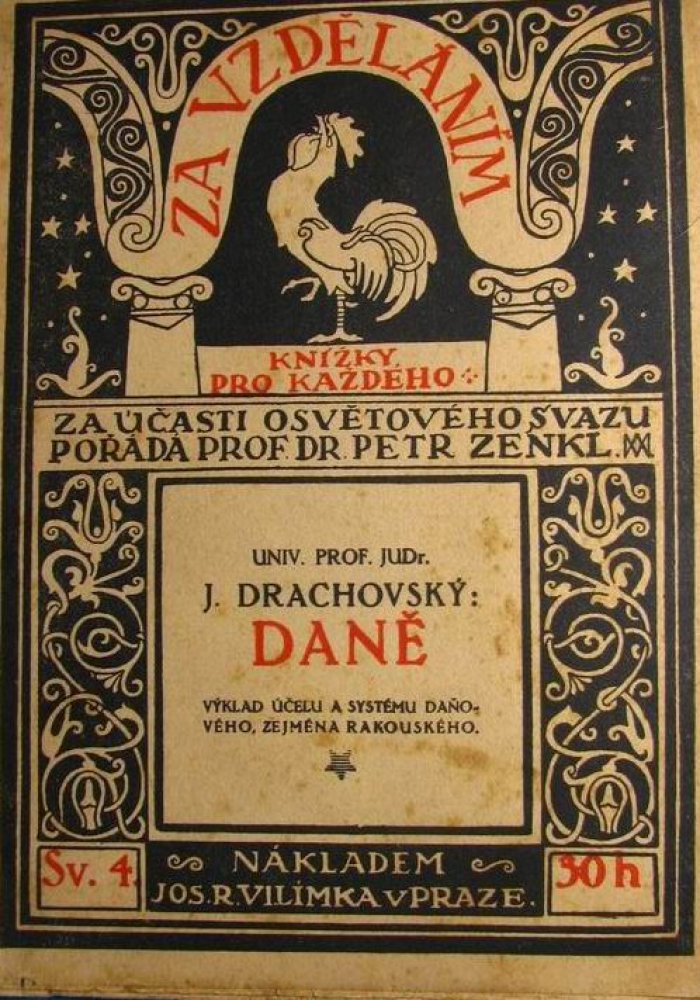 ZA VZDĚLÁNÍM
KNÍŽKY
PRO KAŽDÉHO
ZA ÚČASTI OSVĚTOVÉHO SVAZU
POŘÁDÁ PROF. DR. PETR ZENKL.
UNIV. PROF. JUDr.
J. DRACHOVSKÝ:
DANĚ
VÝKLAD ÚČELU A SYSTÉMU DAŇO-
VÉHO, ZEJMÉNA RAKOUSKÉHO.
Sv. 4.
NÁKLADEM
JOS. R. VILÍMKA V PRAZE.
30 h